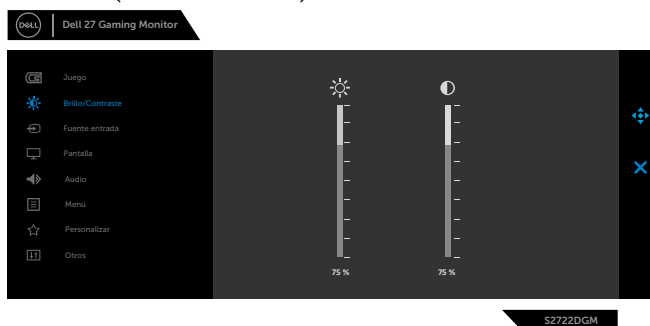 DELL
Dell 27 Gaming Monitor
Juego
Brillo/Contraste
Fuente entrada
Pantalla
Audio
Menú
Personalizar
Otros
75 %
75 %
S2722DGM